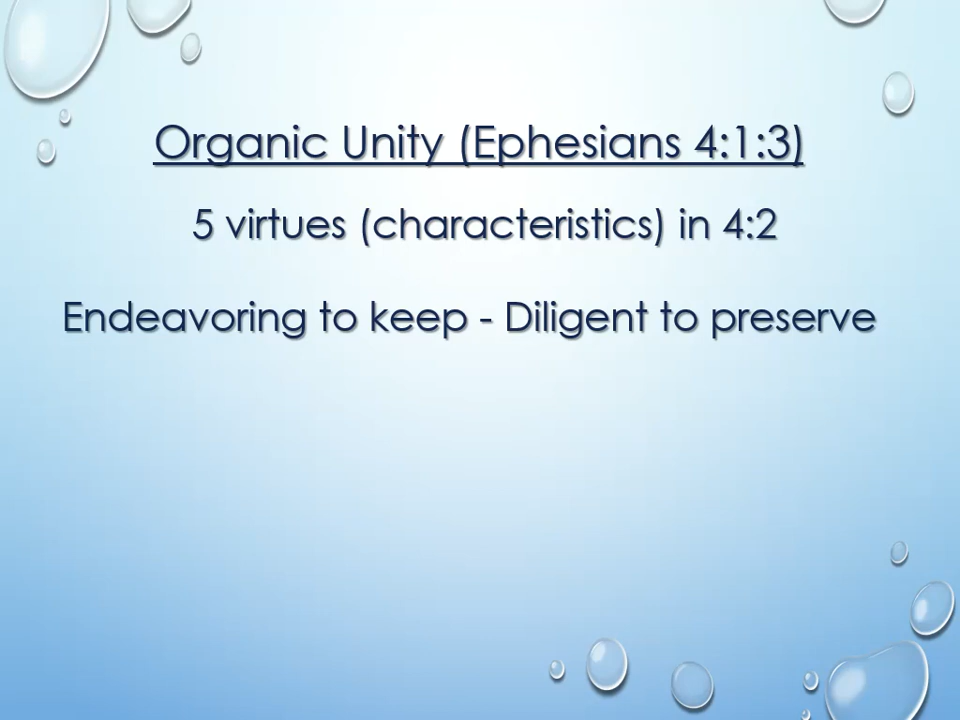 Organic Unity (Ephesians 4:1:3)
5 virtues (characteristics) in 4:2
Endeavoring to keep - Diligent to preserve